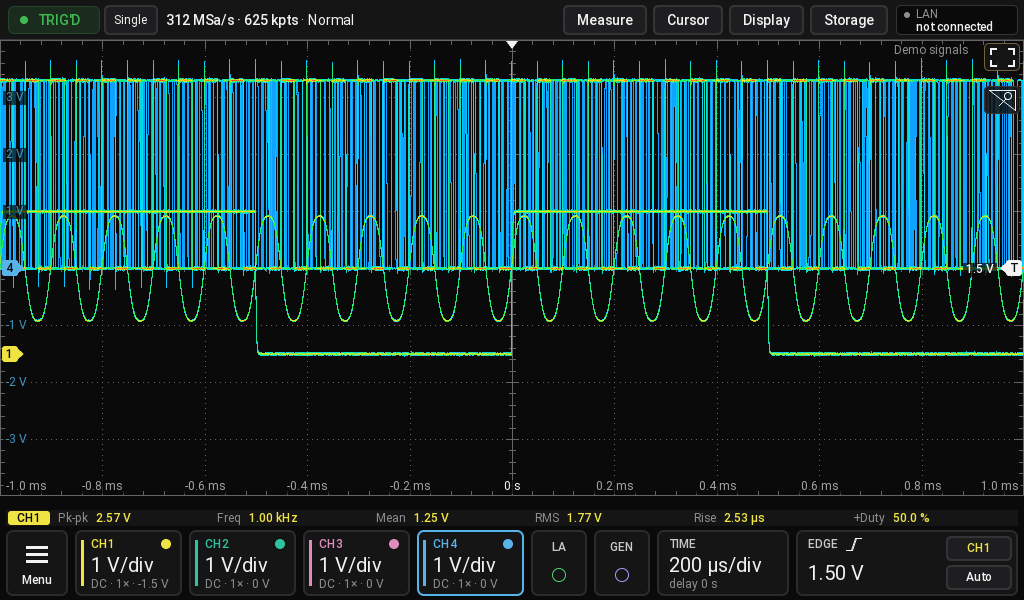 TRIG'D Single 312 MSa/s · 625 kpts · Normal Measure Cursor Display Storage LAN
not connected
Demo signals
3 V
2 V
4
1.5 V T
-1 V
1
-2 V
-3 V
-1.0 ms -0.8 ms -0.6 ms -0.4 ms -0.2 ms 0 s 0.2 ms 0.4 ms 0.6 ms 0.8 ms 1.0 ms
CH1 Pk-pk 2.57 V Freq 1.00 kHz Mean 1.25 V RMS 1.77 V Rise 2.53 µs +Duty 50.0 %
Menu
CH1
1 V/div
DC · 1× · -1.5 V
CH2
1 V/div
DC · 1× · 0 V
CH3
1 V/div
DC · 1× · 0 V
CH4
1 V/div
DC · 1× · 0 V
LA
GEN
TIME
200 µs/div
delay 0 s
EDGE
1.50 V
CH1
Auto